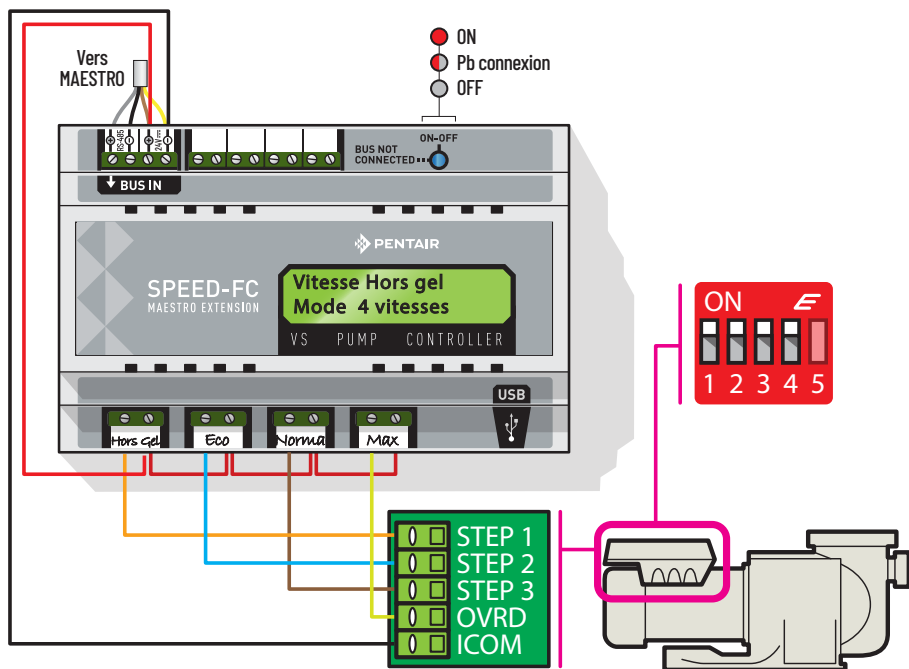 ON
Pb connexion
OFF
Vers
MAESTRO
RS-485
24V
ON-OFF
BUS NOT
CONNECTED
BUS IN
PENTAIR
SPEED-FC
MAESTRO EXTENSION
Vitesse Hors gel
Mode 4 vitesses
VS PUMP CONTROLLER
ON E
1 2 3 4 5
USB
Hors Gel
Eco
Norma
Max
STEP 1
STEP 2
STEP 3
OVRD
ICOM